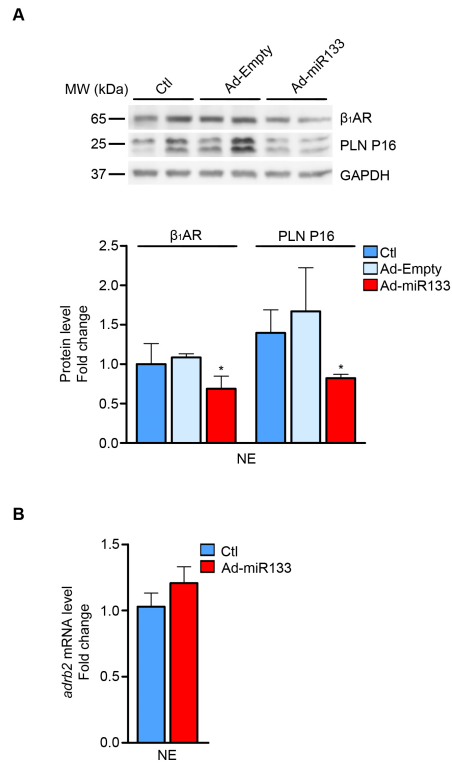 A
MW (kDa)
Ctl
Ad-Empty
Ad-miR133
65
β₁AR
25
PLN P16
37
GAPDH
β₁AR
PLN P16
Ctl
Ad-Empty
Ad-miR133
Protein level
Fold change
2.5
2.0
1.5
1.0
0.5
0.0
*
*
NE
B
Ctl
Ad-miR133
adrb2 mRNA level
Fold change
1.5
1.0
0.5
0.0
NE